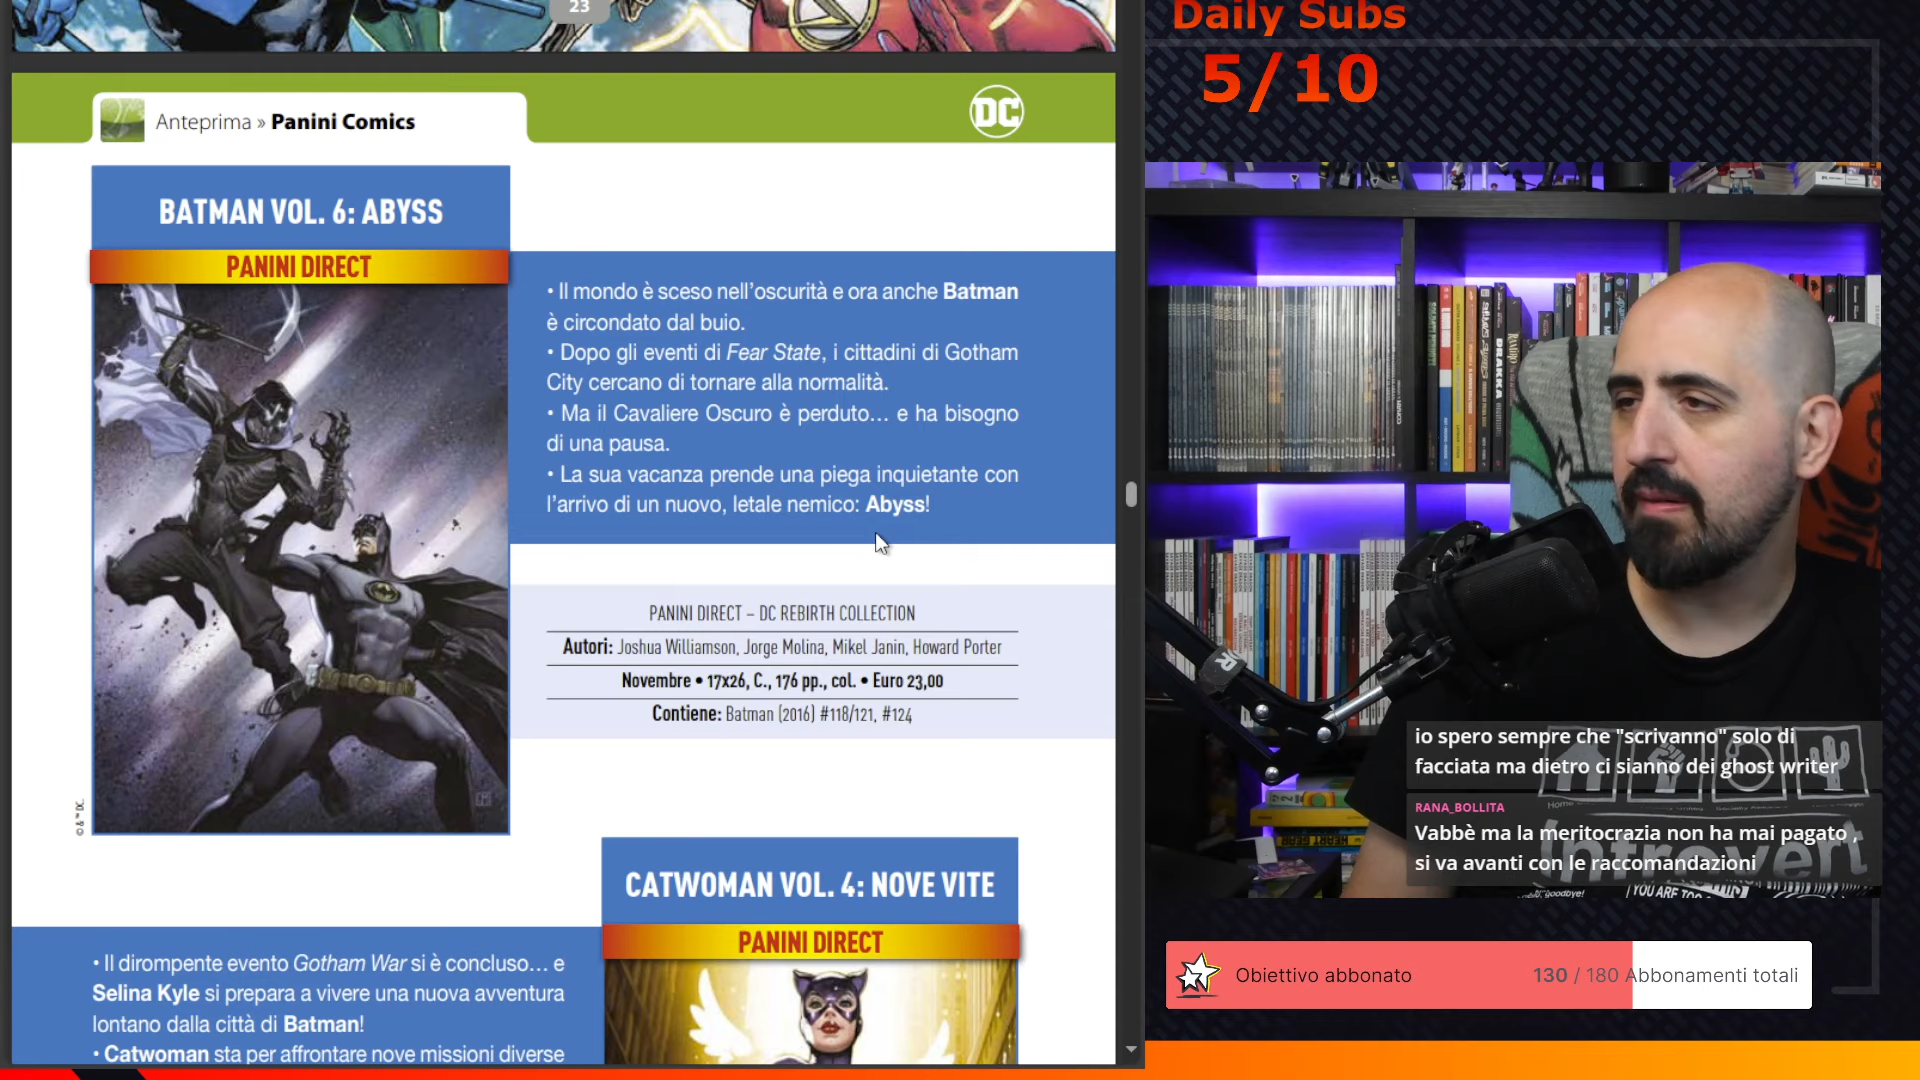 23
Anteprima » Panini Comics
DC
BATMAN VOL. 6: ABYSS
PANINI DIRECT
• Il mondo è sceso nell'oscurità e ora anche Batman
è circondato dal buio.
• Dopo gli eventi di Fear State, i cittadini di Gotham
City cercano di tornare alla normalità.
• Ma il Cavaliere Oscuro è perduto… e ha bisogno
di una pausa.
• La sua vacanza prende una piega inquietante con
l'arrivo di un nuovo, letale nemico: Abyss!
PANINI DIRECT – DC REBIRTH COLLECTION
Autori: Joshua Williamson, Jorge Molina, Mikel Janin, Howard Porter
Novembre • 17x26, C., 176 pp., col. • Euro 23,00
Contiene: Batman (2016) #118/121, #124
© & ™ DC.
CATWOMAN VOL. 4: NOVE VITE
PANINI DIRECT
• Il dirompente evento Gotham War si è concluso… e
Selina Kyle si prepara a vivere una nuova avventura
lontano dalla città di Batman!
• Catwoman sta per affrontare nove missioni diverse
Daily Subs
5/10
DRAKKA
io spero sempre che "scrivanno" solo di
facciata ma dietro ci sianno dei ghost writer
RANA_BOLLITA
Vabbè ma la meritocrazia non ha mai pagato ,
si va avanti con le raccomandazioni
Introvert
goodbye!
YOU ARE TOO
Obiettivo abbonato
130 / 180 Abbonamenti totali